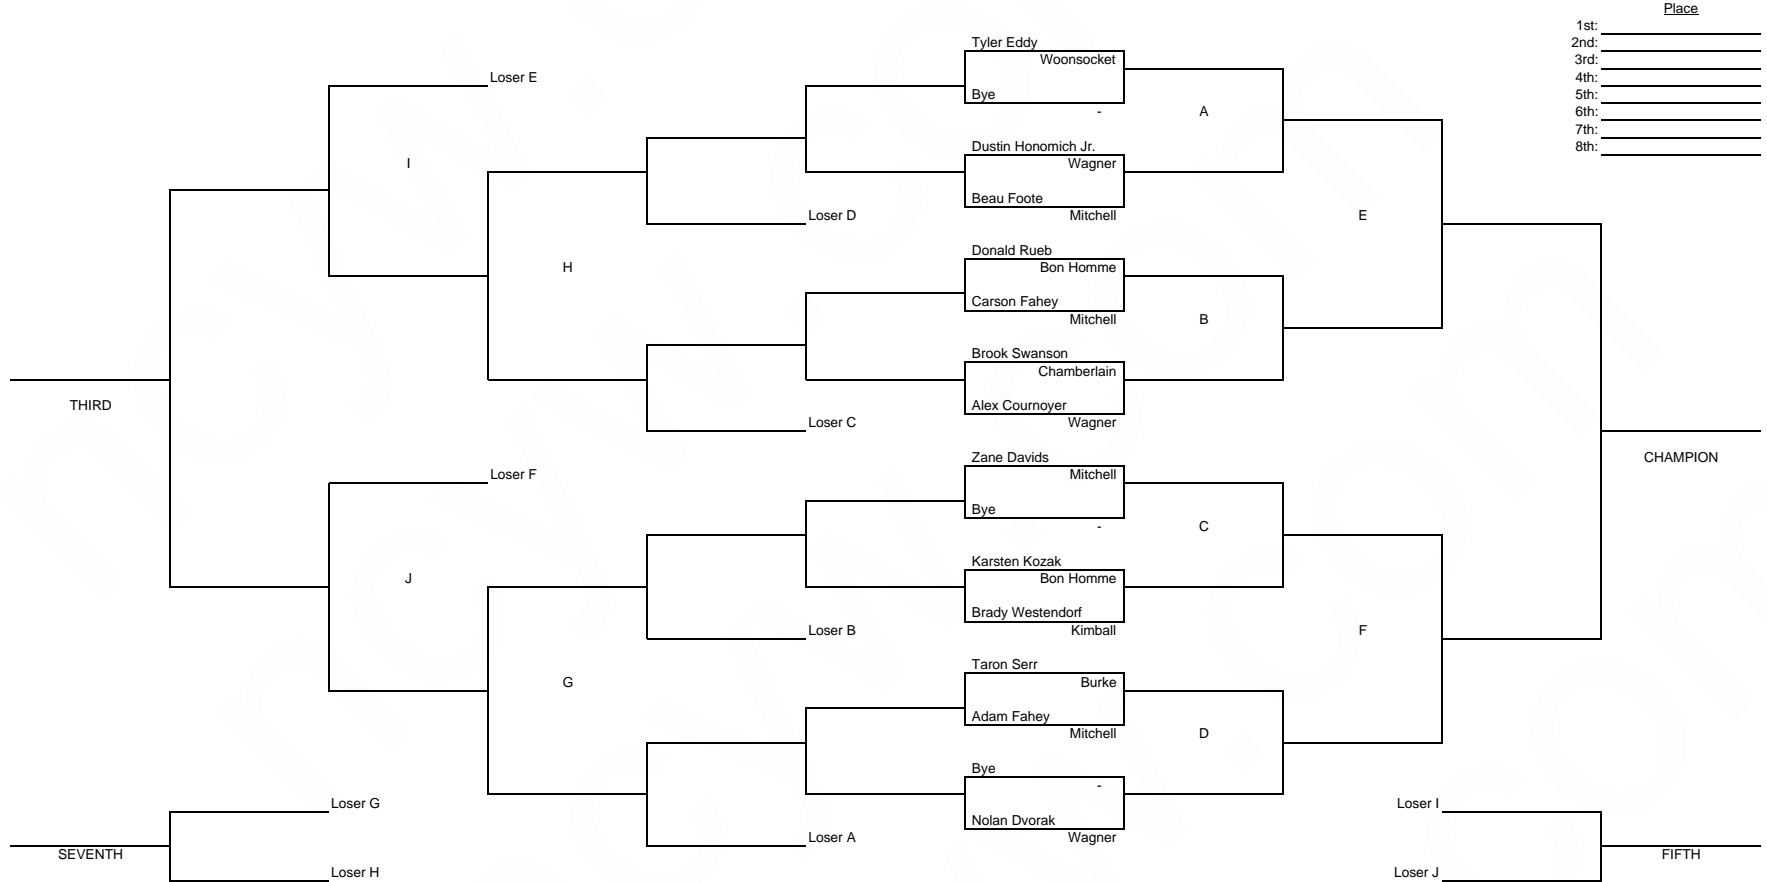 Place
1st:
2nd:
3rd:
4th:
5th:
6th:
7th:
8th:
Tyler Eddy
Woonsocket
Bye
-
A
Dustin Honomich Jr.
Wagner
Beau Foote
Mitchell
E
Donald Rueb
Bon Homme
Carson Fahey
Mitchell
B
Brook Swanson
Chamberlain
Alex Cournoyer
Wagner
Zane Davids
Mitchell
Bye
-
C
Karsten Kozak
Bon Homme
Brady Westendorf
Kimball
F
Taron Serr
Burke
Adam Fahey
Mitchell
D
Bye
-
Nolan Dvorak
Wagner
CHAMPION
Loser E
I
Loser D
H
Loser C
THIRD
Loser F
J
Loser B
G
Loser A
Loser G
SEVENTH
Loser H
Loser I
FIFTH
Loser J